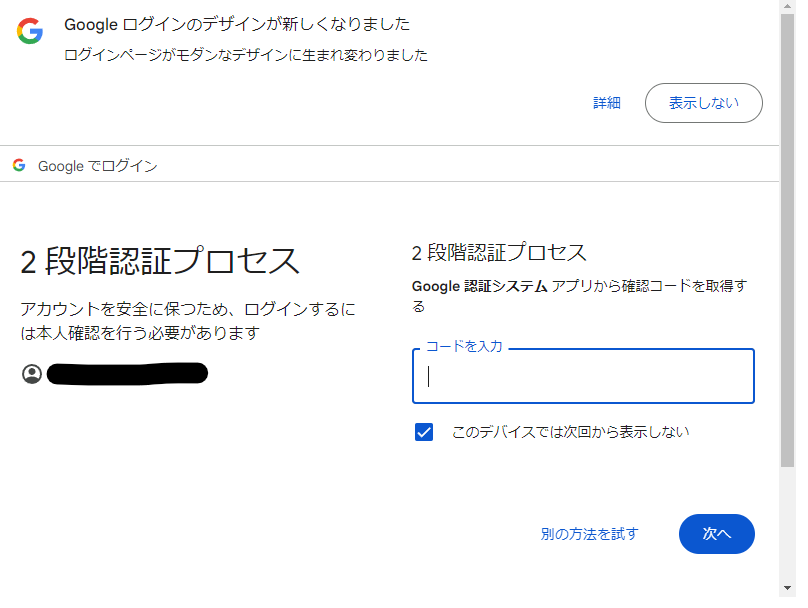 Google ログインのデザインが新しくなりました
ログインページがモダンなデザインに生まれ変わりました
詳細
表示しない
Google でログイン
2 段階認証プロセス
アカウントを安全に保つため、ログインするに
は本人確認を行う必要があります
2 段階認証プロセス
Google 認証システム アプリから確認コードを取得す
る
コードを入力
このデバイスでは次回から表示しない
別の方法を試す
次へ